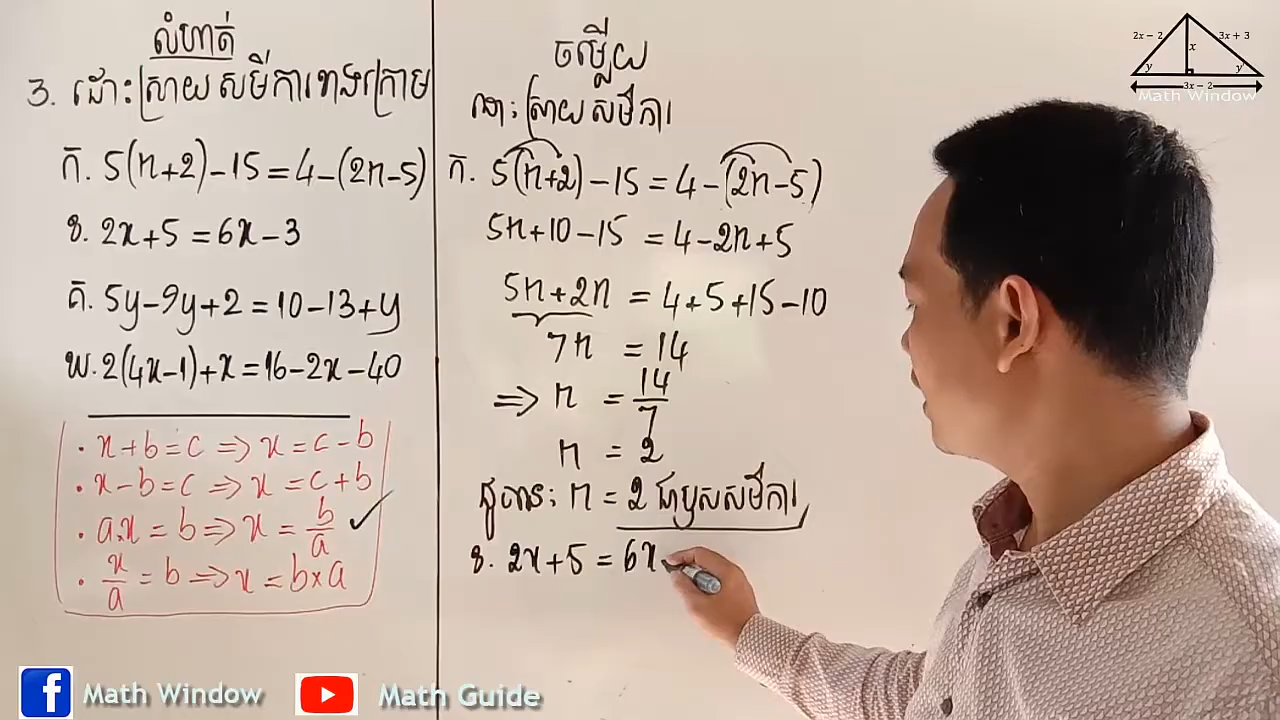 លំហាត់
3. ដោះស្រាយសមីការខាងក្រោម
ក. 5(n+2)-15=4-(2n-5)
ខ. 2x+5=6x-3
គ. 5y-9y+2=10-13+y
ឃ. 2(4x-1)+x=16-2x-40
• x+b=c⇒x=c-b
• x-b=c⇒x=c+b
• a.x=b⇒x=b/a ✓
• x/a=b⇒x=b×a
ចម្លើយ
ដោះស្រាយសមីការ
ក. 5(n+2)-15=4-(2n-5)
5n+10-15=4-2n+5
5n+2n=4+5+15-10
7n=14
⇒n=14/7
n=2
ដូចនេះ: n=2 ជាឫសសមីការ
ខ. 2x+5=6x
2x-2
3x+3
x
y
y
3x-2
Math Window
Math Window
Math Guide